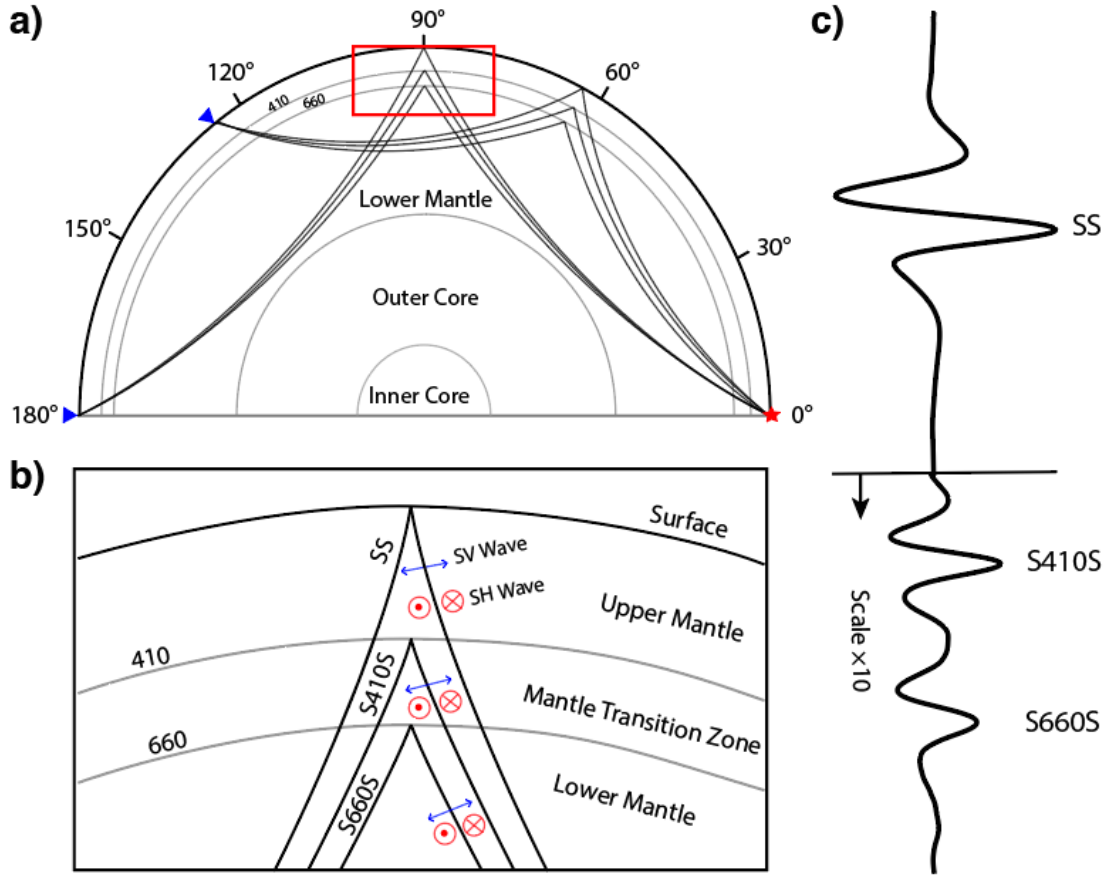 a)
90°
120°
60°
410
660
150°
30°
Lower Mantle
Outer Core
Inner Core
180°
0°
b)
Surface
SS
SV Wave
SH Wave
Upper Mantle
410
S410S
Mantle Transition Zone
660
S660S
Lower Mantle
c)
SS
S410S
Scale ×10
S660S